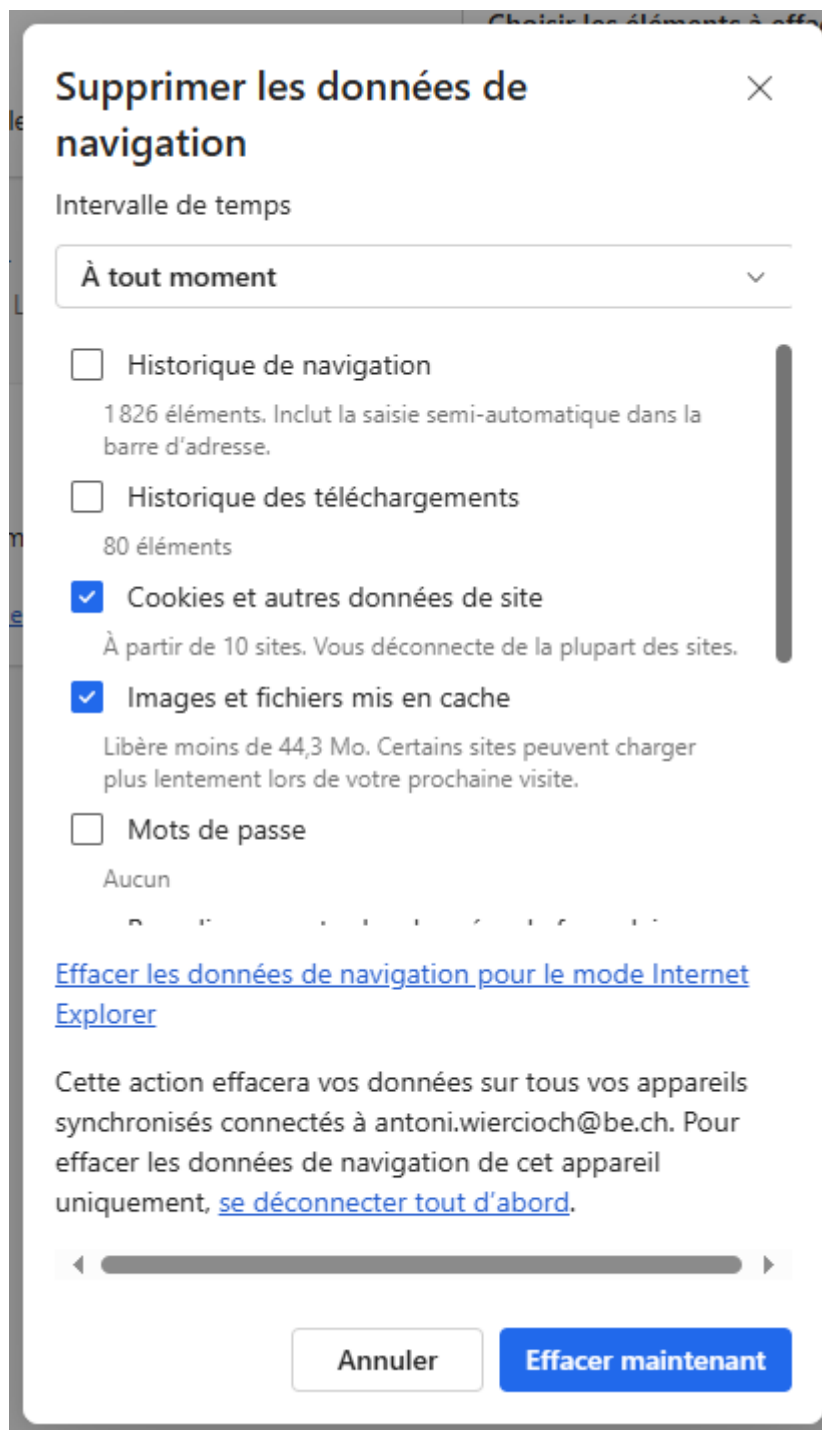 Choisir les éléments à effa
Supprimer les données de
navigation
le
Intervalle de temps
À tout moment
L
Historique de navigation
1 826 éléments. Inclut la saisie semi-automatique dans la
barre d'adresse.
Historique des téléchargements
80 éléments
m
Cookies et autres données de site
e
À partir de 10 sites. Vous déconnecte de la plupart des sites.
Images et fichiers mis en cache
Libère moins de 44,3 Mo. Certains sites peuvent charger
plus lentement lors de votre prochaine visite.
Mots de passe
Aucun
Effacer les données de navigation pour le mode Internet
Explorer
Cette action effacera vos données sur tous vos appareils
synchronisés connectés à antoni.wiercioch@be.ch. Pour
effacer les données de navigation de cet appareil
uniquement, se déconnecter tout d'abord.
Annuler
Effacer maintenant